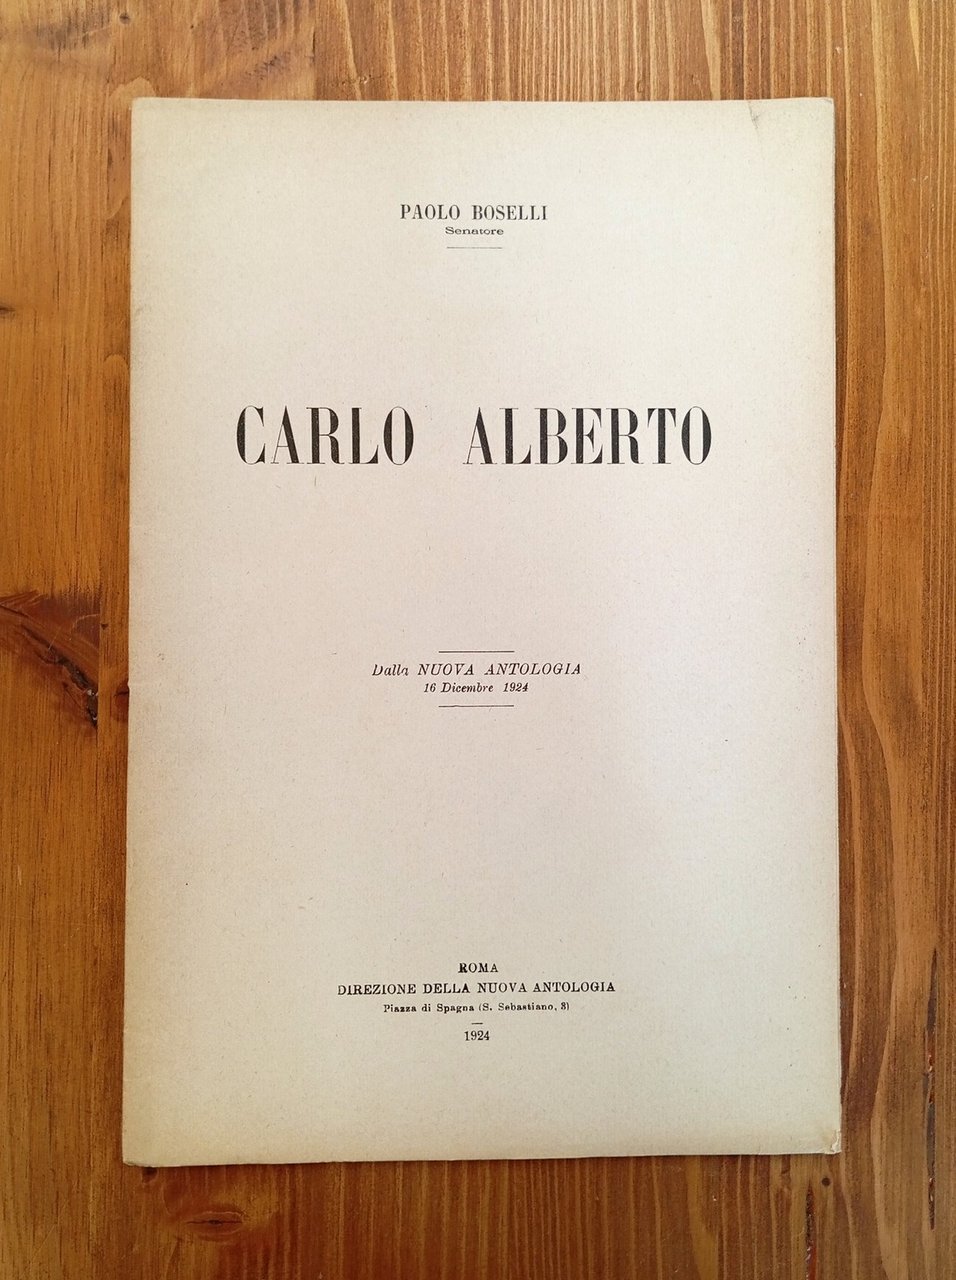 PAOLO BOSELLI
Senatore
CARLO ALBERTO
Dalla NUOVA ANTOLOGIA
16 Dicembre 1924
ROMA
DIREZIONE DELLA NUOVA ANTOLOGIA
Piazza di Spagna (S. Sebastiano, 3)
1924